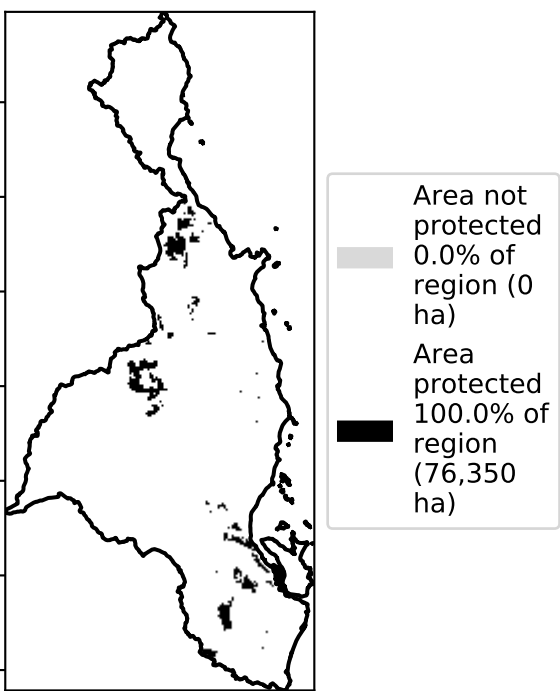 Area not
protected
0.0% of
region (0
ha)
Area
protected
100.0% of
region
(76,350
ha)